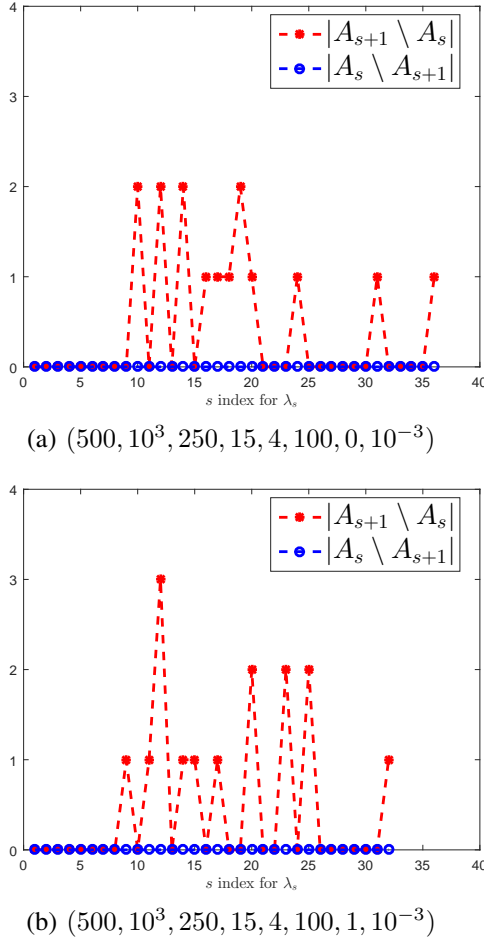 4
3
2
1
0
0 5 10 15 20 25 30 35 40
s index for λ_s
|A_{s+1} \ A_s|
|A_s \ A_{s+1}|
(a) (500, 10^3, 250, 15, 4, 100, 0, 10^{-3})
4
3
2
1
0
0 5 10 15 20 25 30 35 40
s index for λ_s
|A_{s+1} \ A_s|
|A_s \ A_{s+1}|
(b) (500, 10^3, 250, 15, 4, 100, 1, 10^{-3})